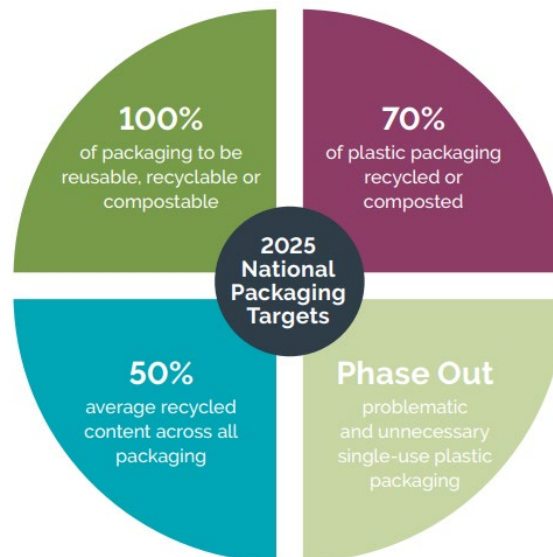 100%
of packaging to be
reusable, recyclable or
compostable
70%
of plastic packaging
recycled or
composted
2025
National
Packaging
Targets
50%
average recycled
content across all
packaging
Phase Out
problematic
and unnecessary
single-use plastic
packaging